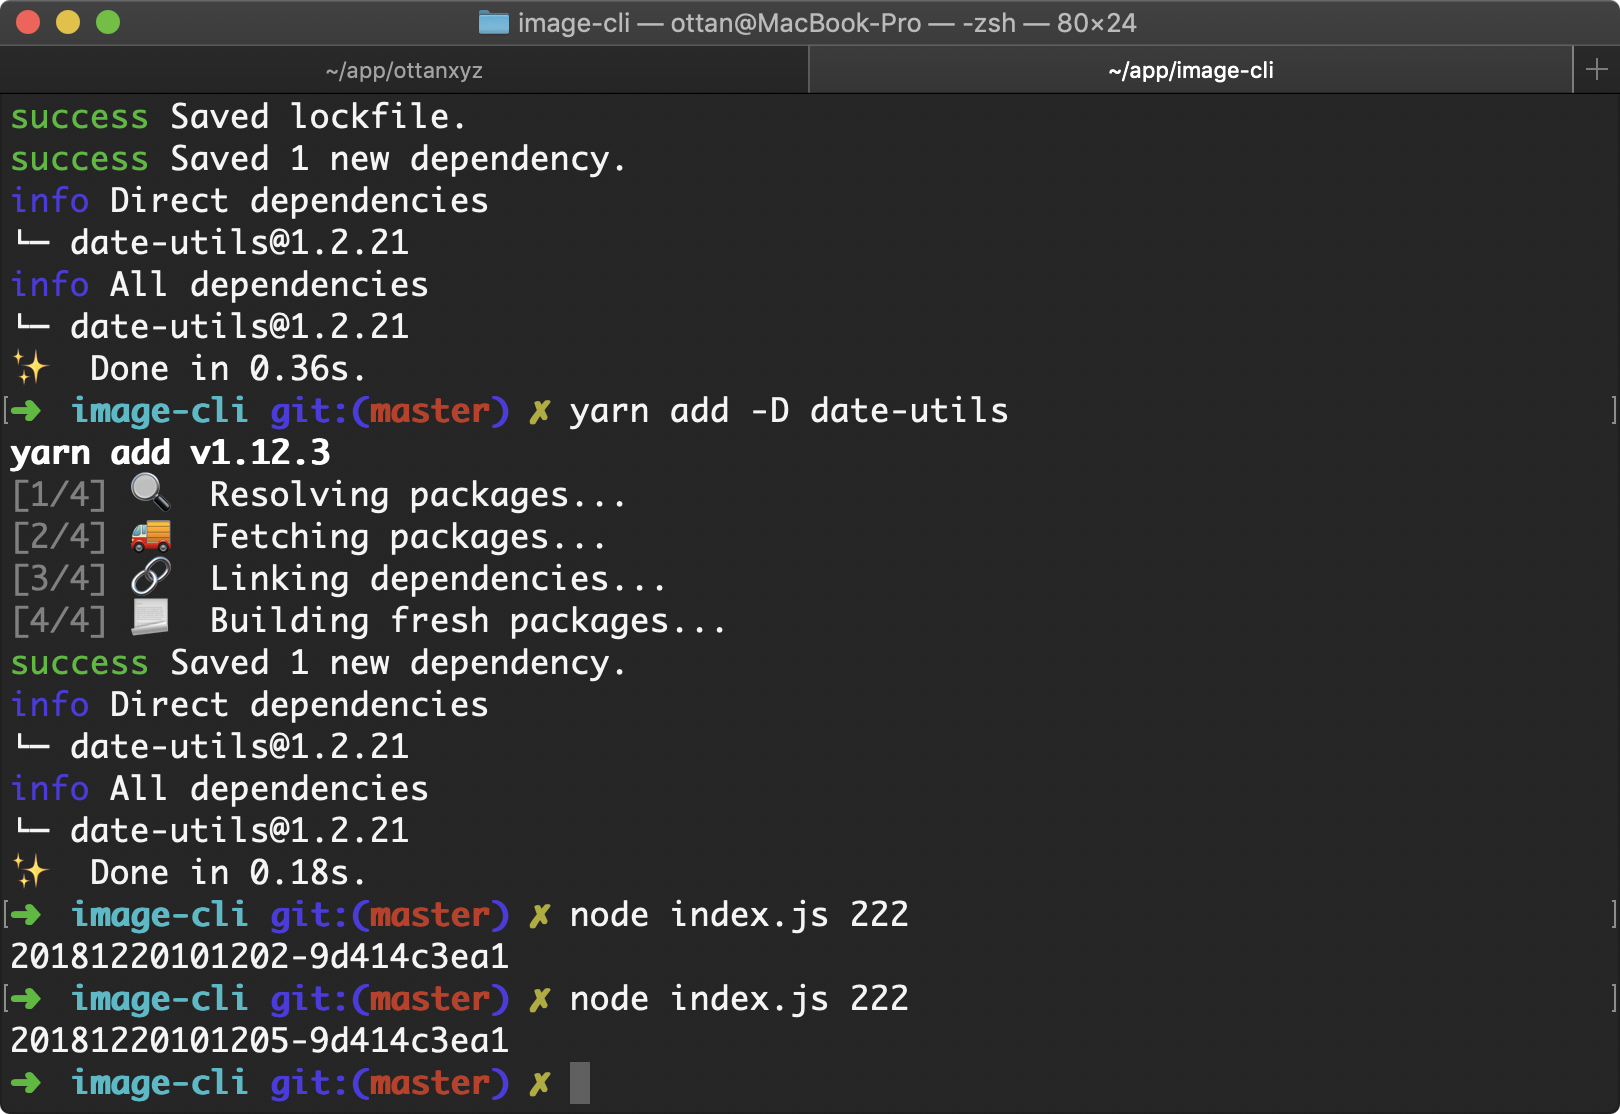 image-cli — ottan@MacBook-Pro — -zsh — 80×24
~/app/ottanxyz ~/app/image-cli +
success Saved lockfile.
success Saved 1 new dependency.
info Direct dependencies
└─ date-utils@1.2.21
info All dependencies
└─ date-utils@1.2.21
✨  Done in 0.36s.
[➜  image-cli git:(master) ✗ yarn add -D date-utils ]
yarn add v1.12.3
[1/4] 🔍  Resolving packages...
[2/4] 🚚  Fetching packages...
[3/4] 🔗  Linking dependencies...
[4/4] 📃  Building fresh packages...
success Saved 1 new dependency.
info Direct dependencies
└─ date-utils@1.2.21
info All dependencies
└─ date-utils@1.2.21
✨  Done in 0.18s.
[➜  image-cli git:(master) ✗ node index.js 222 ]
20181220101202-9d414c3ea1
[➜  image-cli git:(master) ✗ node index.js 222 ]
20181220101205-9d414c3ea1
➜  image-cli git:(master) ✗